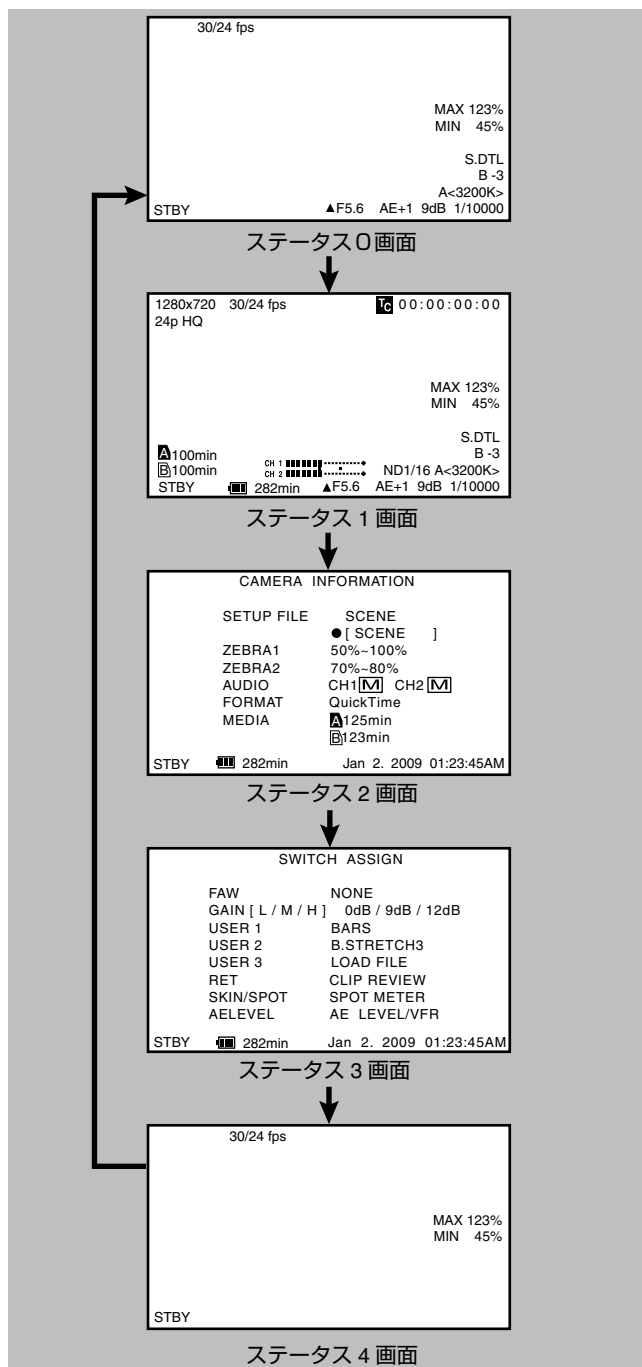 30/24 fps
MAX 123%
MIN 45%
S.DTL
B -3
A<3200K>
STBY ▲F5.6 AE+1 9dB 1/10000
ステータス0画面
1280x720 30/24 fps TC 00:00:00:00
24p HQ
MAX 123%
MIN 45%
S.DTL
A100min B -3
B100min CH 1 CH 2 ND1/16 A<3200K>
STBY 282min ▲F5.6 AE+1 9dB 1/10000
ステータス 1 画面
CAMERA INFORMATION
SETUP FILE SCENE
●[ SCENE ]
ZEBRA1 50%~100%
ZEBRA2 70%~80%
AUDIO CH1 M CH2 M
FORMAT QuickTime
MEDIA A125min
B123min
STBY 282min Jan 2. 2009 01:23:45AM
ステータス 2 画面
SWITCH ASSIGN
FAW NONE
GAIN [ L / M / H ] 0dB / 9dB / 12dB
USER 1 BARS
USER 2 B.STRETCH3
USER 3 LOAD FILE
RET CLIP REVIEW
SKIN/SPOT SPOT METER
AELEVEL AE LEVEL/VFR
STBY 282min Jan 2. 2009 01:23:45AM
ステータス 3 画面
30/24 fps
MAX 123%
MIN 45%
STBY
ステータス 4 画面